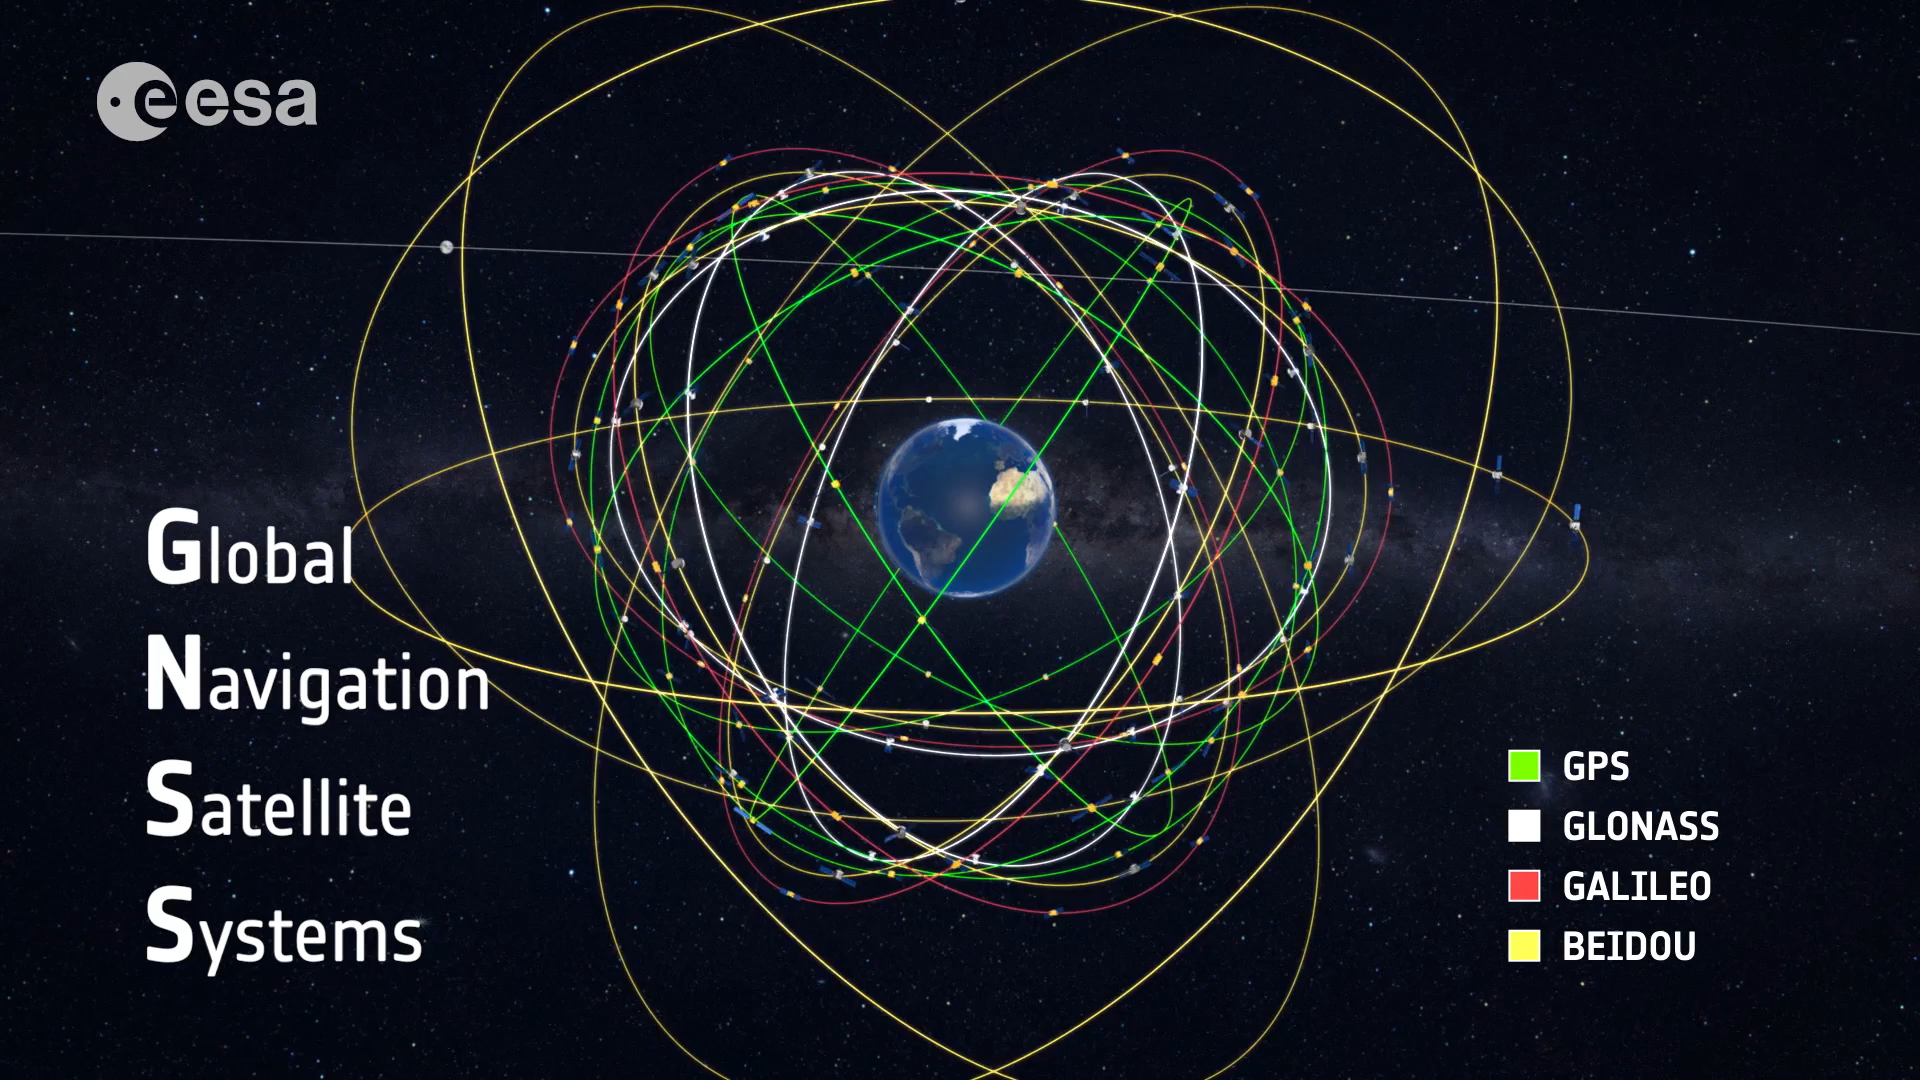 esa
Global
Navigation
Satellite
Systems
GPS
GLONASS
GALILEO
BEIDOU